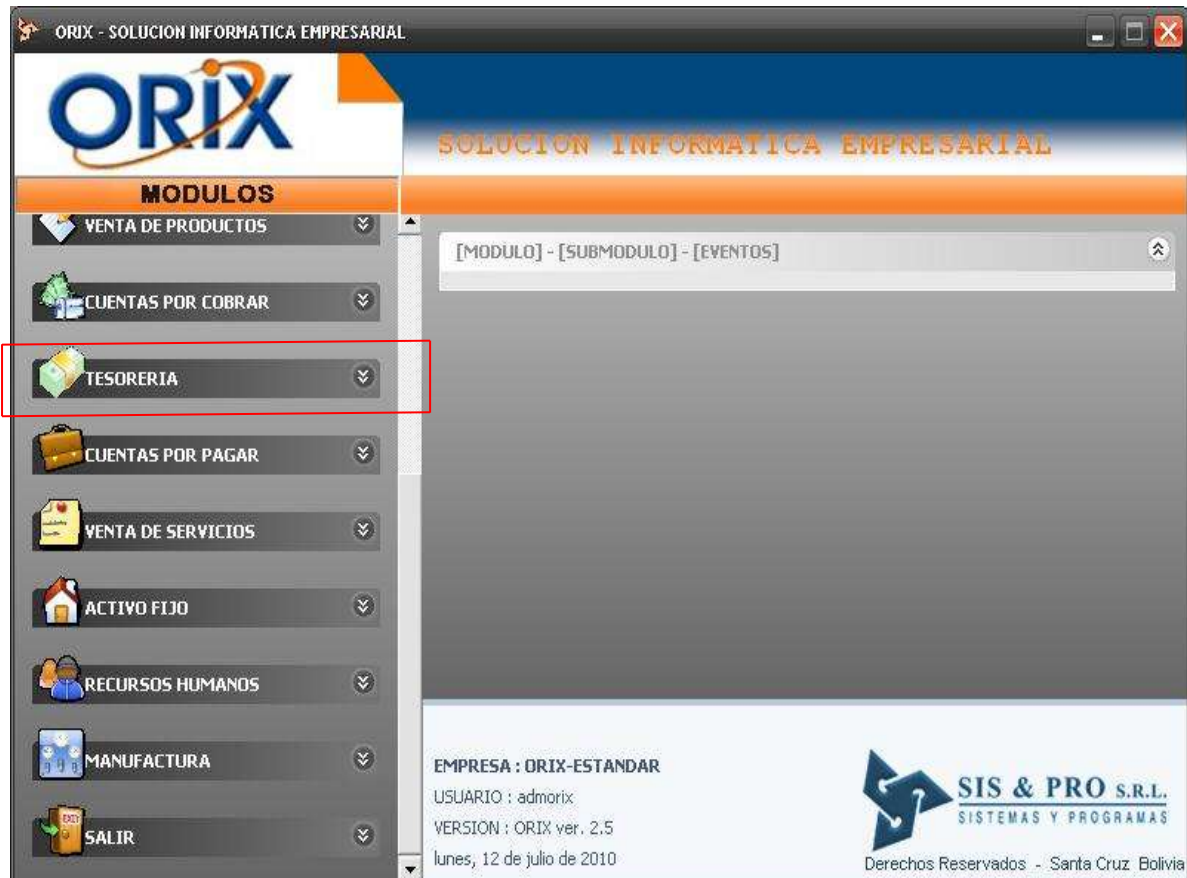 ORIX - SOLUCION INFORMATICA EMPRESARIAL
ORiX
SOLUCION INFORMATICA EMPRESARIAL
MODULOS
VENTA DE PRODUCTOS
[MODULO] - [SUBMODULO] - [EVENTOS]
CUENTAS POR COBRAR
TESORERIA
CUENTAS POR PAGAR
VENTA DE SERVICIOS
ACTIVO FIJO
RECURSOS HUMANOS
MANUFACTURA
EXIT
SALIR
EMPRESA : ORIX-ESTANDAR
USUARIO : admorix
VERSION : ORIX ver. 2.5
lunes, 12 de julio de 2010
SIS & PRO S.R.L.
SISTEMAS Y PROGRAMAS
Derechos Reservados - Santa Cruz Bolivia